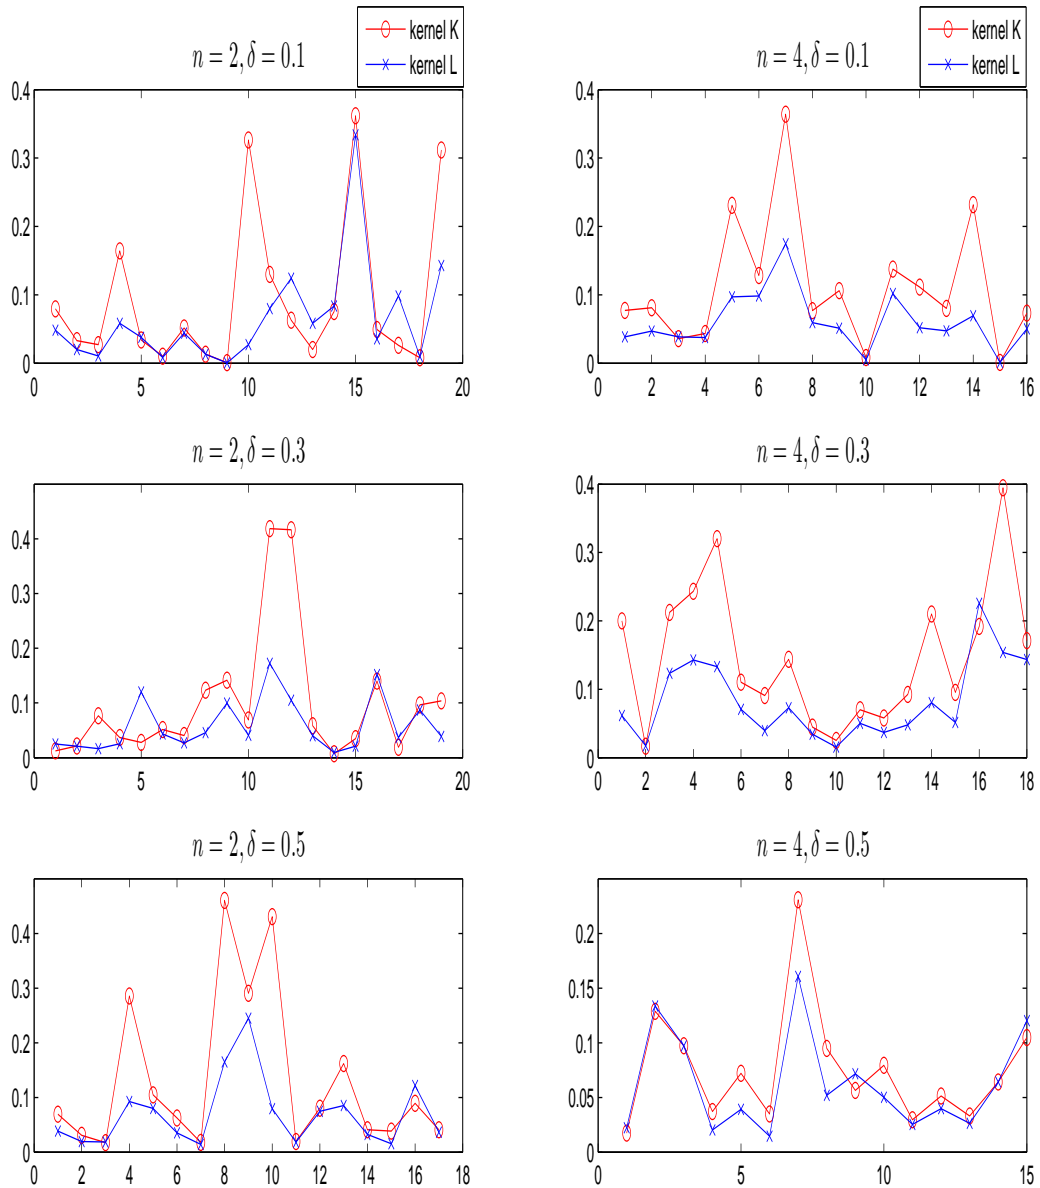 kernel K
kernel L
n = 2, δ = 0.1
0.4
0.3
0.2
0.1
0
0 5 10 15 20
kernel K
kernel L
n = 4, δ = 0.1
0.4
0.3
0.2
0.1
0
0 2 4 6 8 10 12 14 16
n = 2, δ = 0.3
0.4
0.3
0.2
0.1
0
0 5 10 15 20
n = 4, δ = 0.3
0.4
0.3
0.2
0.1
0
0 2 4 6 8 10 12 14 16 18
n = 2, δ = 0.5
0.4
0.3
0.2
0.1
0
0 2 4 6 8 10 12 14 16 18
n = 4, δ = 0.5
0.2
0.15
0.1
0.05
0
0 5 10 15